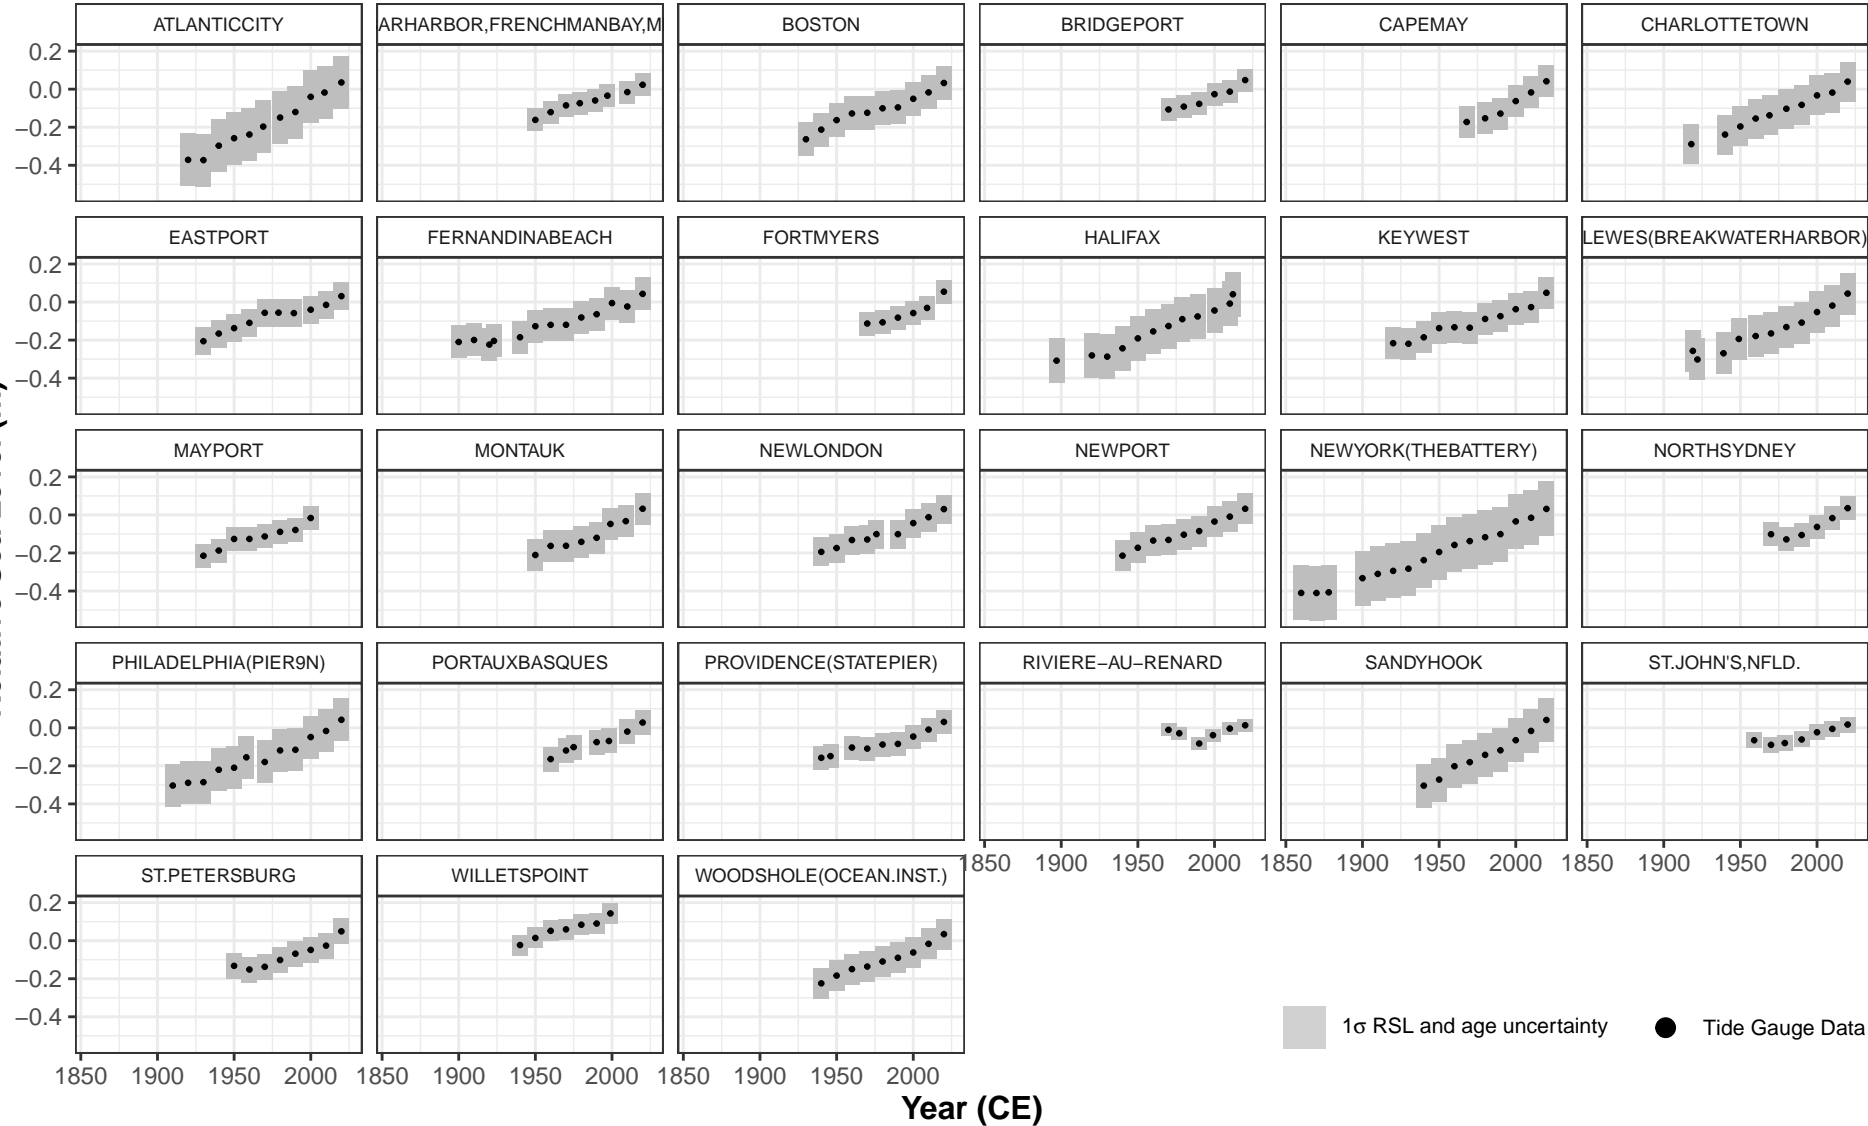 ATLANTICCITY
ARHARBOR,FRENCHMANBAY,M
BOSTON
BRIDGEPORT
CAPEMAY
CHARLOTTETOWN
0.2
0.0
−0.2
−0.4
EASTPORT
FERNANDINABEACH
FORTMYERS
HALIFAX
KEYWEST
LEWES(BREAKWATERHARBOR)
0.2
0.0
−0.2
−0.4
MAYPORT
MONTAUK
NEWLONDON
NEWPORT
NEWYORK(THEBATTERY)
NORTHSYDNEY
0.2
0.0
−0.2
−0.4
PHILADELPHIA(PIER9N)
PORTAUXBASQUES
PROVIDENCE(STATEPIER)
RIVIERE−AU−RENARD
SANDYHOOK
ST.JOHN'S,NFLD.
0.2
0.0
−0.2
−0.4
1850 1900 1950 2000 1850 1900 1950 2000 1850 1900 1950 2000
ST.PETERSBURG
WILLETSPOINT
WOODSHOLE(OCEAN.INST.)
0.2
0.0
−0.2
−0.4
1850 1900 1950 2000 1850 1900 1950 2000 1850 1900 1950 2000
1σ RSL and age uncertainty
Tide Gauge Data
Year (CE)